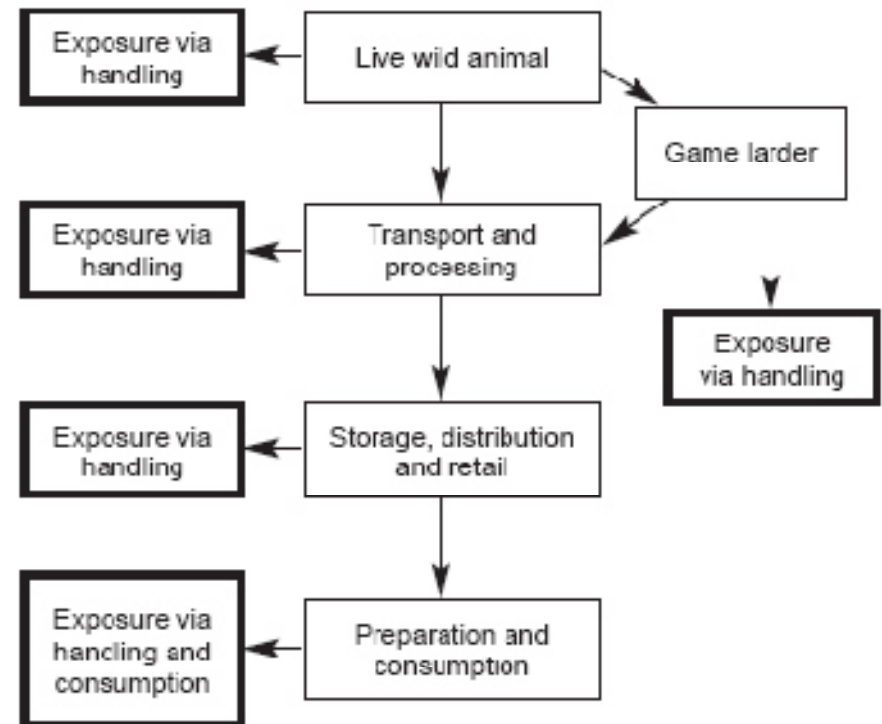 Exposure via
handling
Live wild animal
Game larder
Exposure via
handling
Transport and
processing
Exposure
via handling
Exposure via
handling
Storage, distribution
and retail
Exposure via
handling and
consumption
Preparation and
consumption